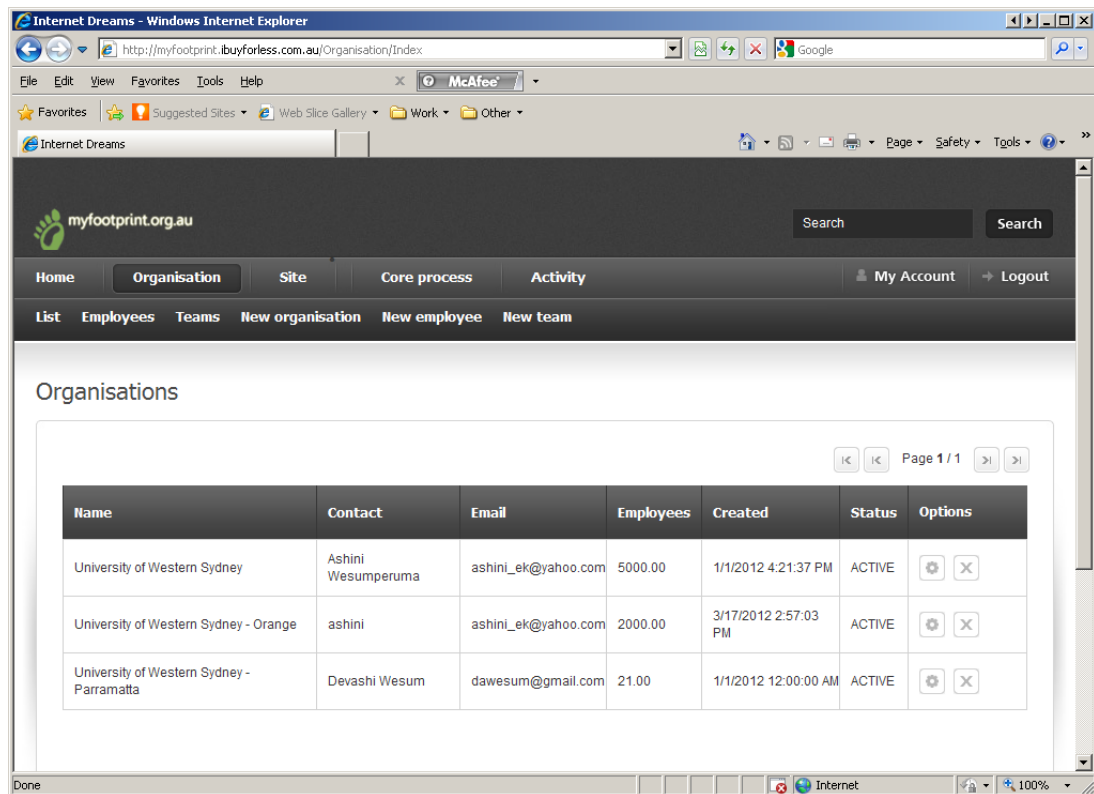 Internet Dreams - Windows Internet Explorer
http://myfootprint.ibuyforless.com.au/Organisation/Index
Google
File Edit View Favorites Tools Help
x McAfee
Favorites Suggested Sites Web Slice Gallery Work Other
Internet Dreams
Page Safety Tools »
myfootprint.org.au
Search Search
Home Organisation Site Core process Activity My Account Logout
List Employees Teams New organisation New employee New team
Organisations
Page 1 / 1
Name Contact Email Employees Created Status Options
University of Western Sydney Ashini Wesumperuma ashini_ek@yahoo.com 5000.00 1/1/2012 4:21:37 PM ACTIVE
University of Western Sydney - Orange ashini ashini_ek@yahoo.com 2000.00 3/17/2012 2:57:03 PM ACTIVE
University of Western Sydney - Parramatta Devashi Wesum dawesum@gmail.com 21.00 1/1/2012 12:00:00 AM ACTIVE
Done Internet 100%